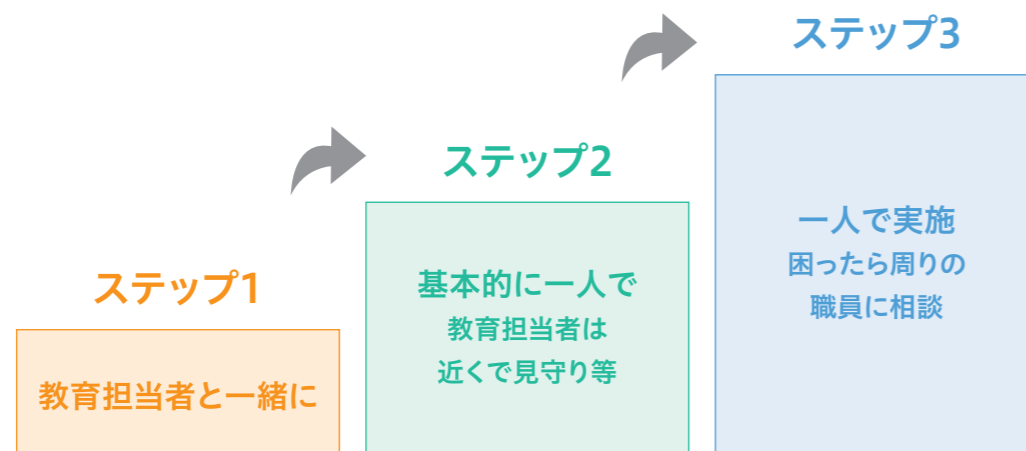 ステップ1
教育担当者と一緒に
ステップ2
基本的に一人で
教育担当者は
近くで見守り等
ステップ3
一人で実施
困ったら周りの
職員に相談